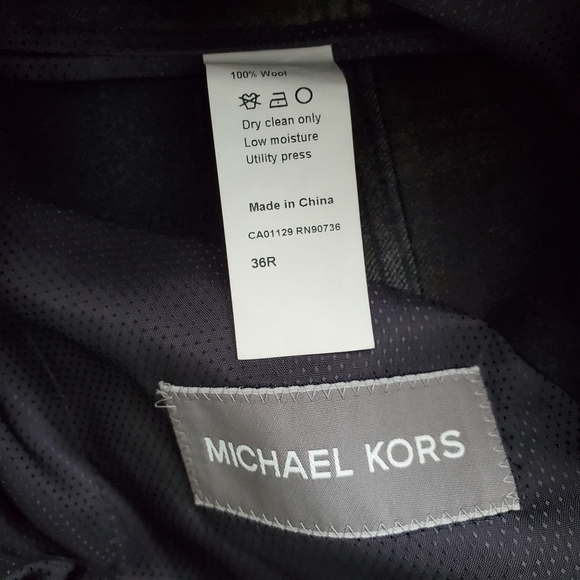 100% Wool
Dry clean only
Low moisture
Utility press
Made in China
CA01129 RN90736
36R
MICHAEL KORS